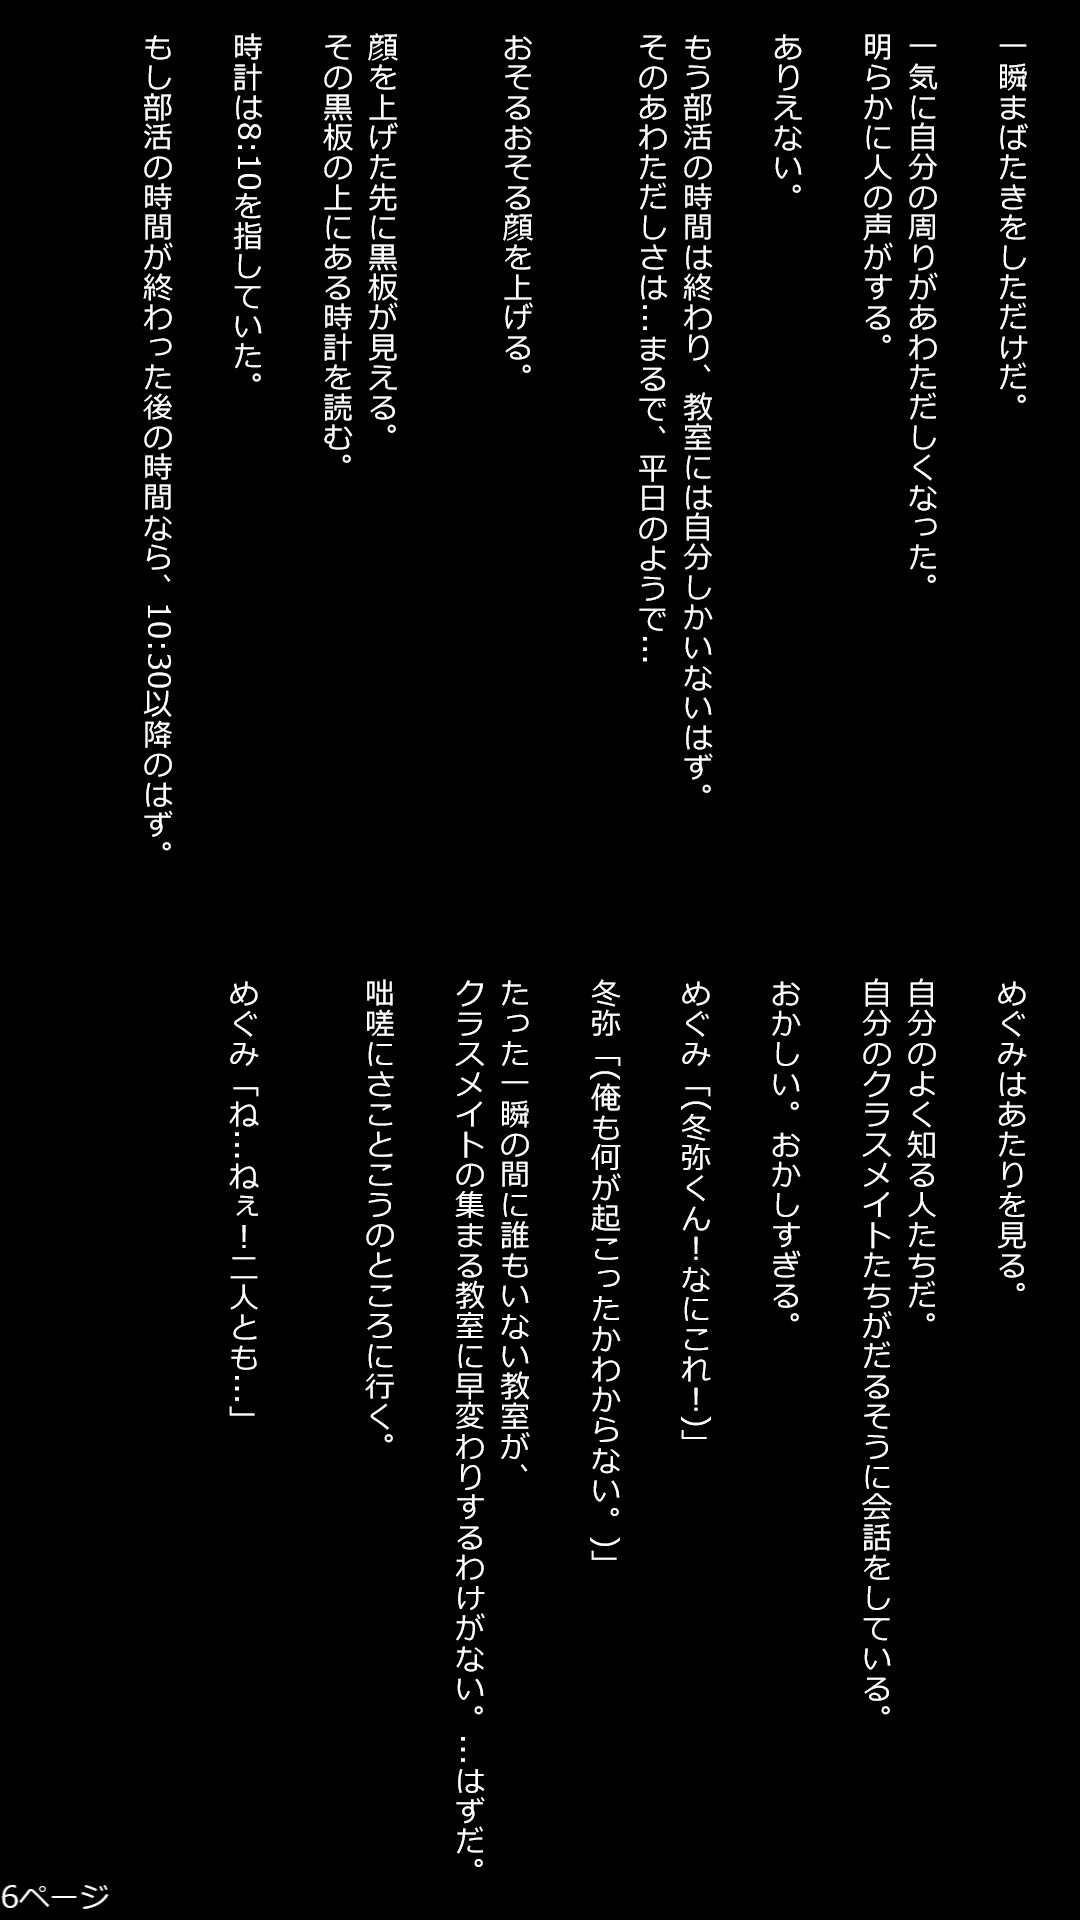 一瞬まばたきをしただけだ。
一気に自分の周りがあわただしくなった。
明らかに人の声がする。
ありえない。
もう部活の時間は終わり、教室には自分しかいないはず。
そのあわただしさは…まるで、平日のようで…
おそるおそる顔を上げる。
顔を上げた先に黒板が見える。
その黒板の上にある時計を読む。
時計は8:10を指していた。
もし部活の時間が終わった後の時間なら、10:30以降のはず。
めぐみはあたりを見る。
自分のよく知る人たちだ。
自分のクラスメイトたちがだるそうに会話をしている。
おかしい。おかしすぎる。
めぐみ「(冬弥くん！なにこれ！)」
冬弥「(俺も何が起こったかわからない。)」
たった一瞬の間に誰もいない教室が、
クラスメイトの集まる教室に早変わりするわけがない。…はずだ。
咄嗟にさことこうのところに行く。
めぐみ「ね…ねぇ！二人とも…」
6ページ